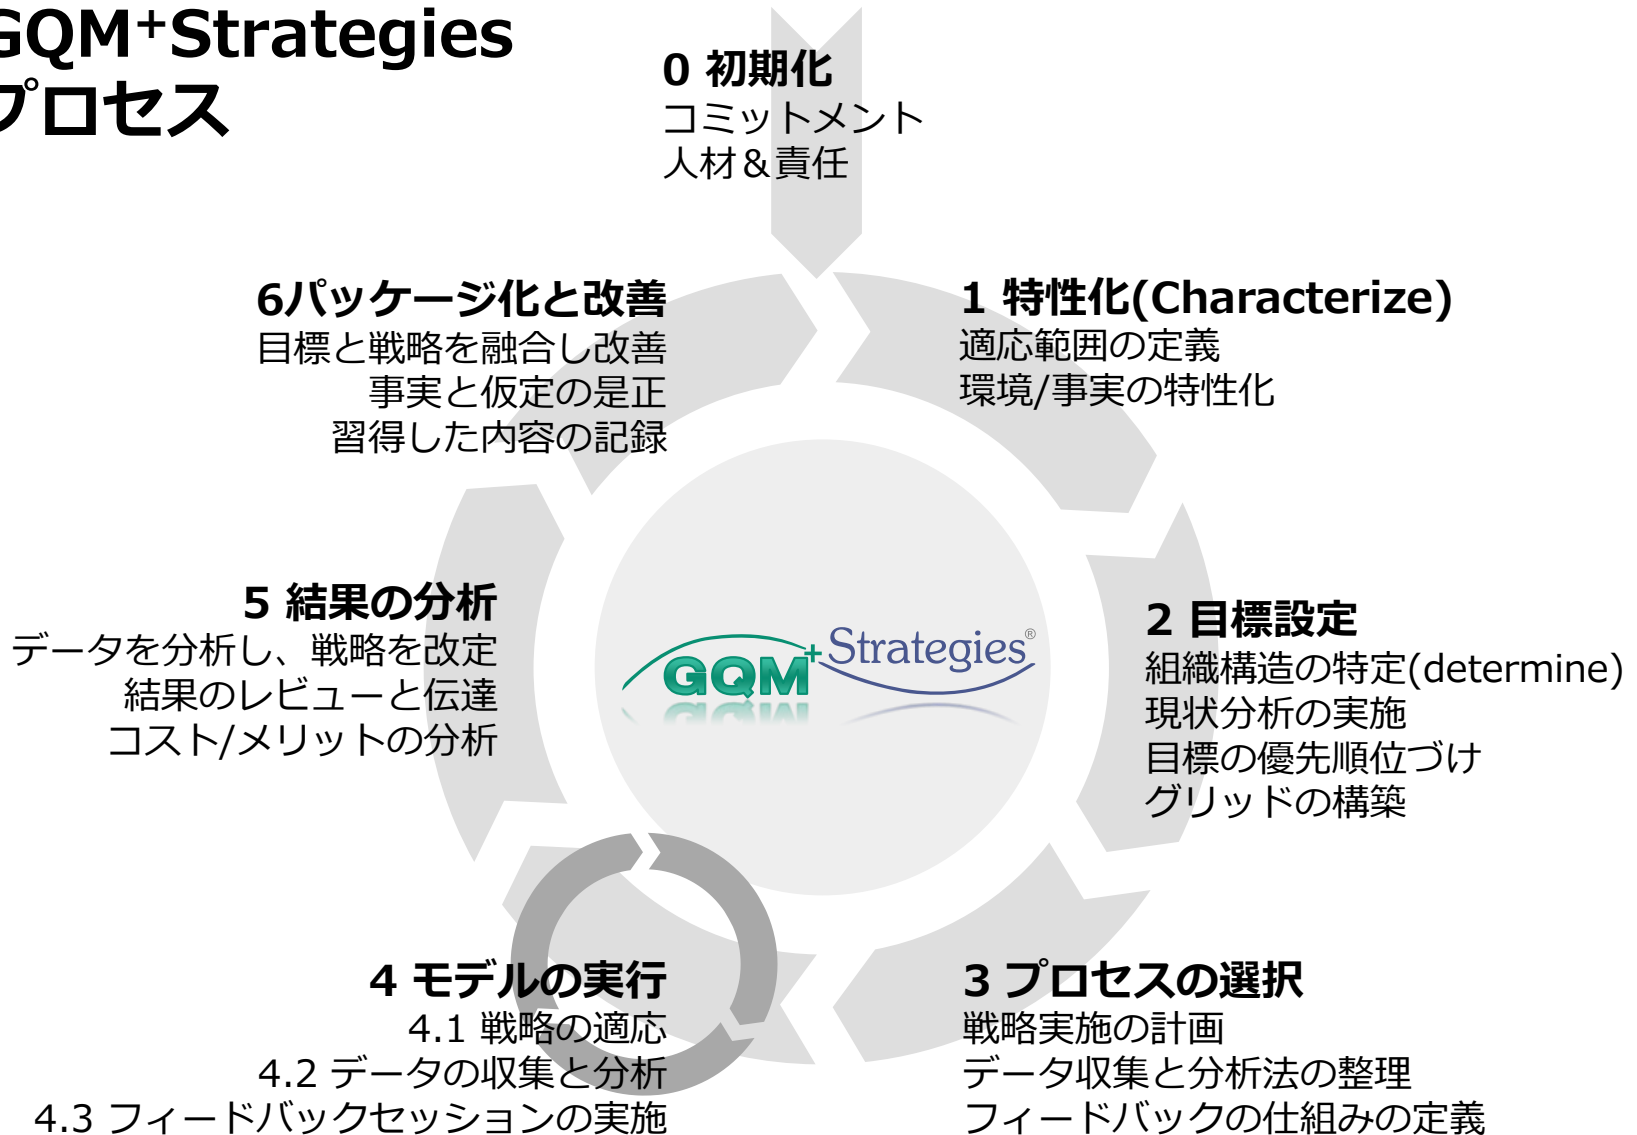 GQM+Strategies
プロセス
0 初期化
コミットメント
人材＆責任
1 特性化(Characterize)
適応範囲の定義
環境/事実の特性化
2 目標設定
組織構造の特定(determine)
現状分析の実施
目標の優先順位づけ
グリッドの構築
3 プロセスの選択
戦略実施の計画
データ収集と分析法の整理
フィードバックの仕組みの定義
4 モデルの実行
4.1 戦略の適応
4.2 データの収集と分析
4.3 フィードバックセッションの実施
5 結果の分析
データを分析し、戦略を改定
結果のレビューと伝達
コスト/メリットの分析
6パッケージ化と改善
目標と戦略を融合し改善
事実と仮定の是正
習得した内容の記録
GQM+Strategies®